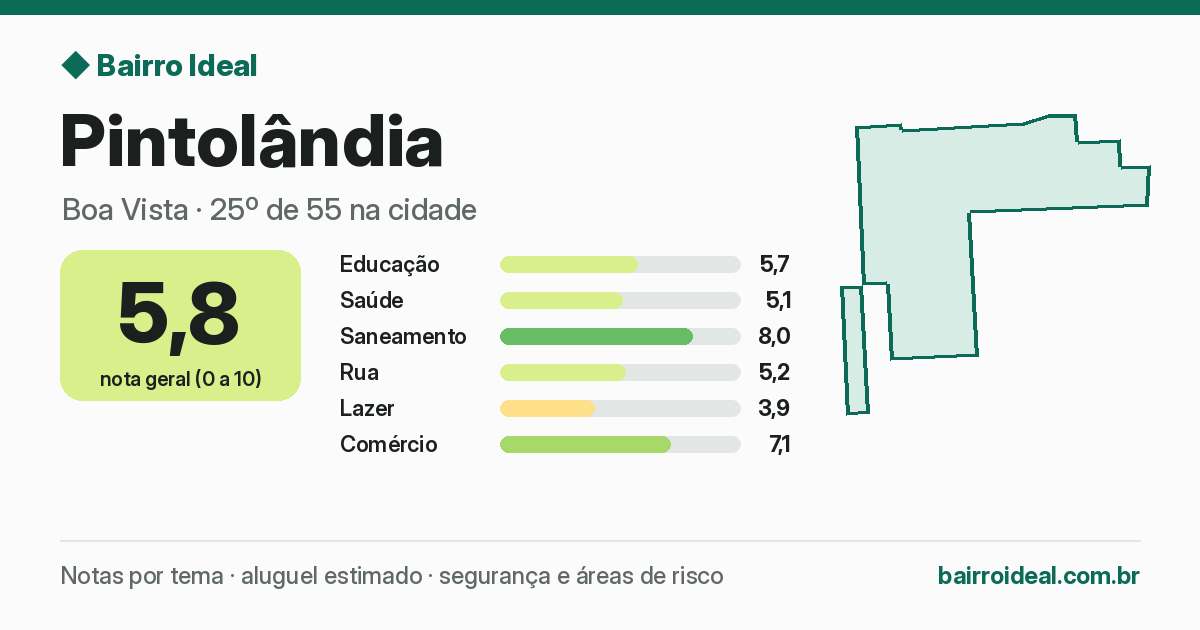 Bairro Ideal
Pintolândia
Boa Vista · 25º de 55 na cidade
5,8
nota geral (0 a 10)
Educação 5,7
Saúde 5,1
Saneamento 8,0
Rua 5,2
Lazer 3,9
Comércio 7,1
Notas por tema · aluguel estimado · segurança e áreas de risco
bairroideal.com.br